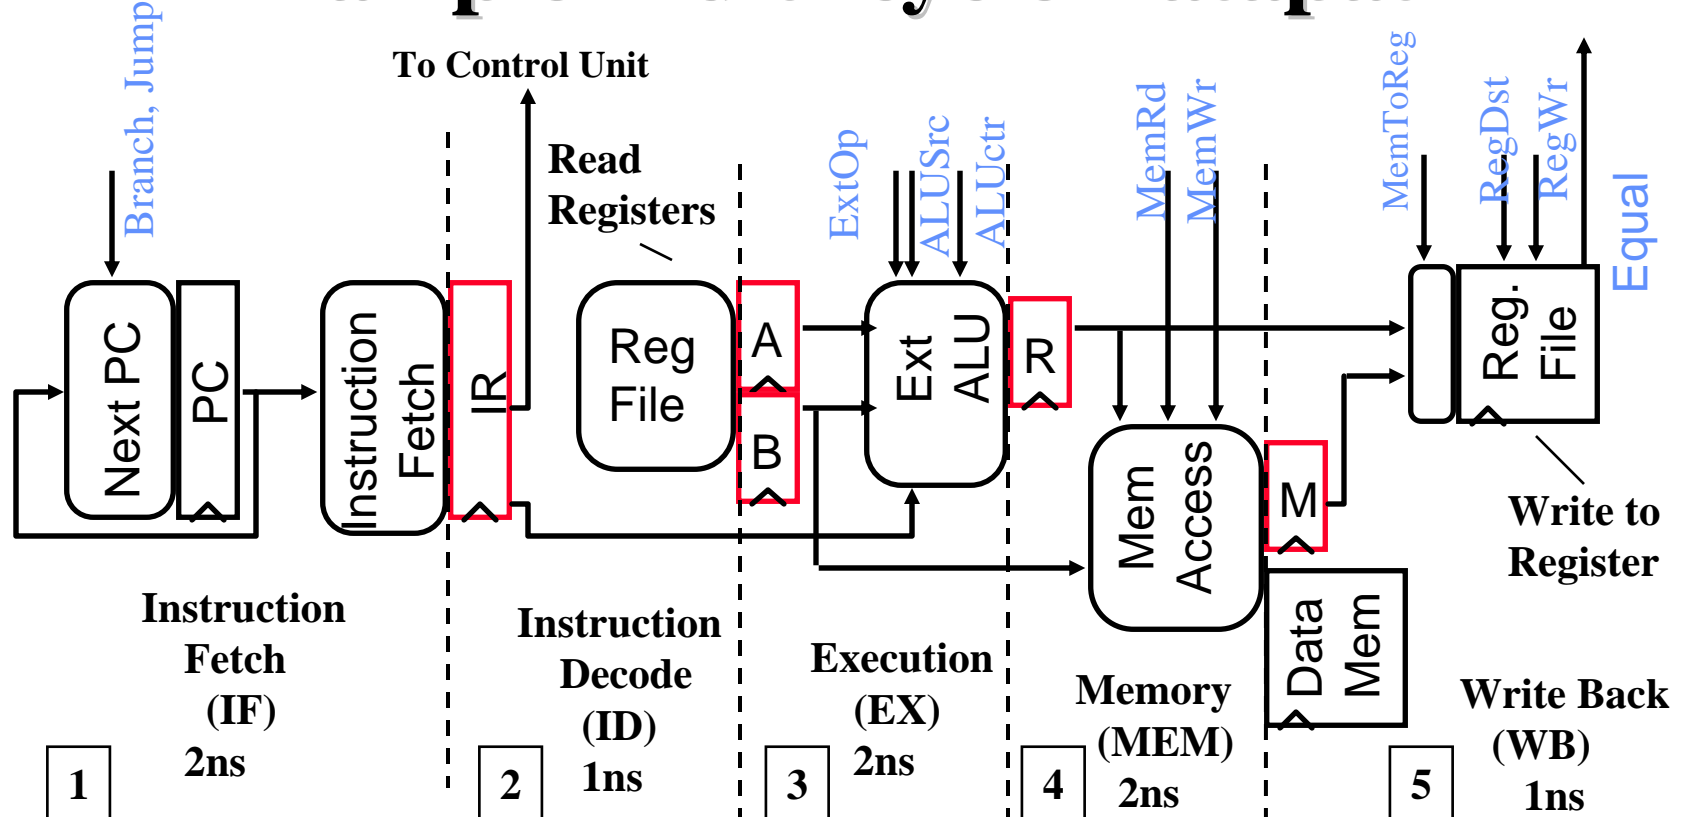 To Control Unit
Branch, Jump
Read
Registers
ExtOp
ALUSrc
ALUctr
MemRd
MemWr
MemToReg
RegDst
RegWr
Equal
Next PC
PC
Instruction
Fetch
IR
Reg
File
A
B
Ext
ALU
R
Mem
Access
M
Data
Mem
Reg.
File
Write to
Register
Instruction
Fetch
(IF)
2ns
1
Instruction
Decode
(ID)
1ns
2
Execution
(EX)
2ns
3
Memory
(MEM)
2ns
4
Write Back
(WB)
1ns
5